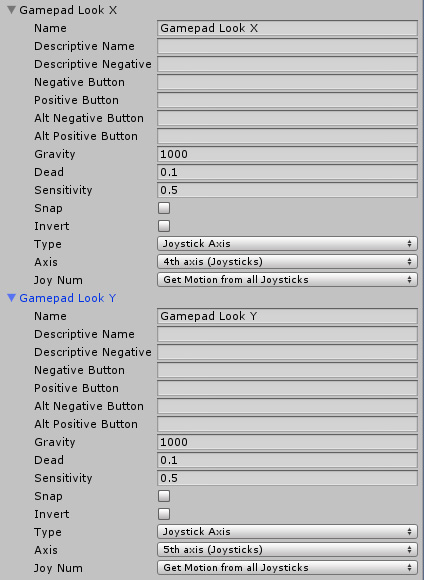 Gamepad Look X
Name Gamepad Look X
Descriptive Name
Descriptive Negative
Negative Button
Positive Button
Alt Negative Button
Alt Positive Button
Gravity 1000
Dead 0.1
Sensitivity 0.5
Snap
Invert
Type Joystick Axis
Axis 4th axis (Joysticks)
Joy Num Get Motion from all Joysticks
Gamepad Look Y
Name Gamepad Look Y
Descriptive Name
Descriptive Negative
Negative Button
Positive Button
Alt Negative Button
Alt Positive Button
Gravity 1000
Dead 0.1
Sensitivity 0.5
Snap
Invert
Type Joystick Axis
Axis 5th axis (Joysticks)
Joy Num Get Motion from all Joysticks